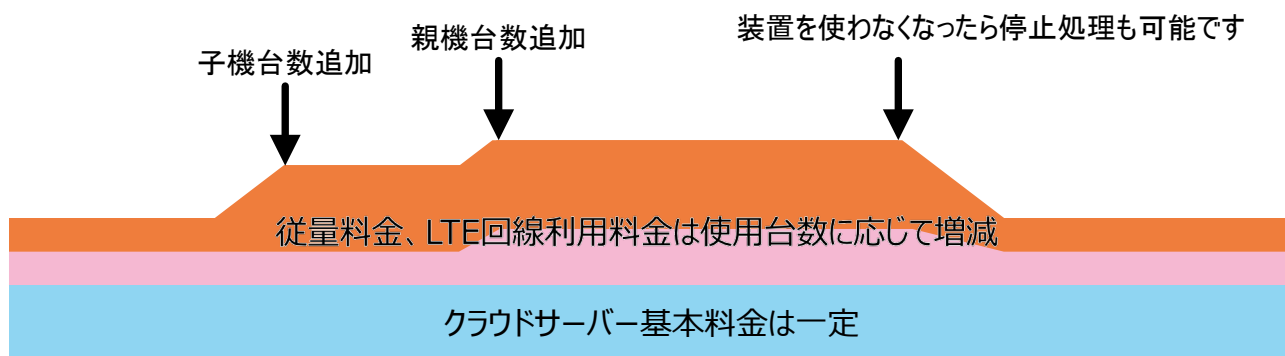 子機台数追加
親機台数追加
装置を使わなくなったら停止処理も可能です
従量料金、LTE回線利用料金は使用台数に応じて増減
クラウドサーバー基本料金は一定